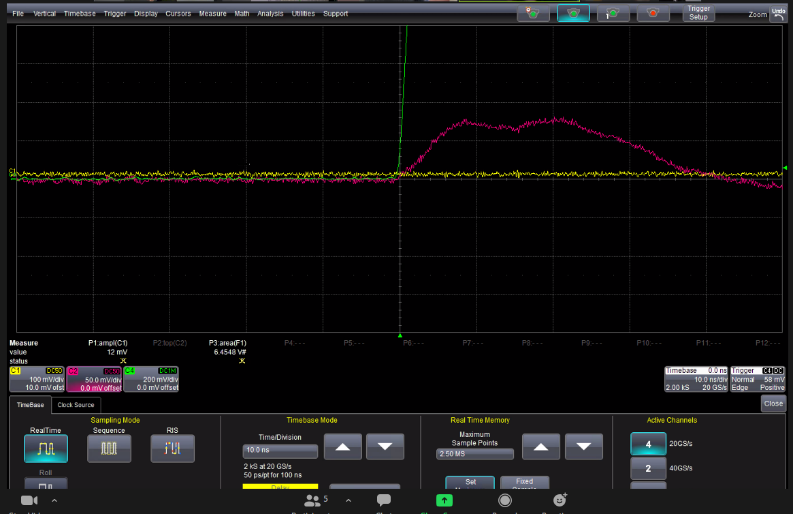 File Vertical Timebase Trigger Display Cursors Measure Math Analysis Utilities Support
Trigger Setup
Zoom Undo
C1
Measure P1:ampl(C1) P2:top(C2) P3:area(F1) P4:--- P5:--- P6:--- P7:--- P8:--- P9:--- P10:--- P11:--- P12:---
value 12 mV 6.4548 V#
status
C1 DC50
100 mV/div
10.0 mV ofst
C2
50.0 mV/div
0.0 mV offset
200 mV/div
0.0 mV offset
Timebase 0.0 ns
10.0 ns/div
2.00 kS 20 GS/s
Trigger
Normal 58 mV
Edge Positive
TimeBase Clock Source Close
Sampling Mode
RealTime Sequence RIS
Roll
Timebase Mode
Time/Division
10.0 ns
2 kS at 20 GS/s
50 ps/pt for 100 ns
Delay
Real Time Memory
Maximum
Sample Points
2.50 MS
Set
Fixed
Active Channels
4 20GS/s
2 40GS/s
5